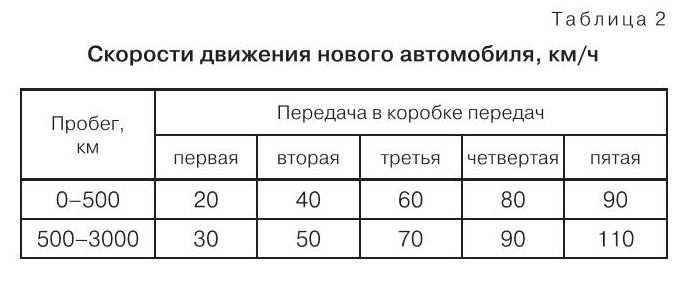 Таблица 2
Скорости движения нового автомобиля, км/ч
Пробег,
км
Передача в коробке передач
первая вторая третья четвертая пятая
0–500 20 40 60 80 90
500–3000 30 50 70 90 110